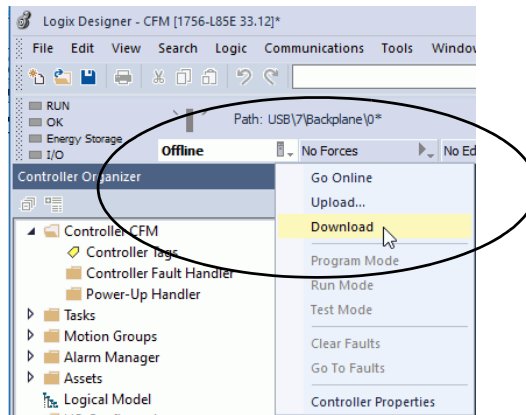 Logix Designer - CFM [1756-L85E 33.12]*
File Edit View Search Logic Communications Tools
RUN
OK
Energy Storage
I/O
Path: USB\7\Backplane\0*
Offline
No Forces
No Ed
Controller Organizer
Go Online
Upload...
Download
Program Mode
Run Mode
Test Mode
Clear Faults
Go To Faults
Controller Properties
Controller CFM
Controller Tags
Controller Fault Handler
Power-Up Handler
Tasks
Motion Groups
Alarm Manager
Assets
Logical Model